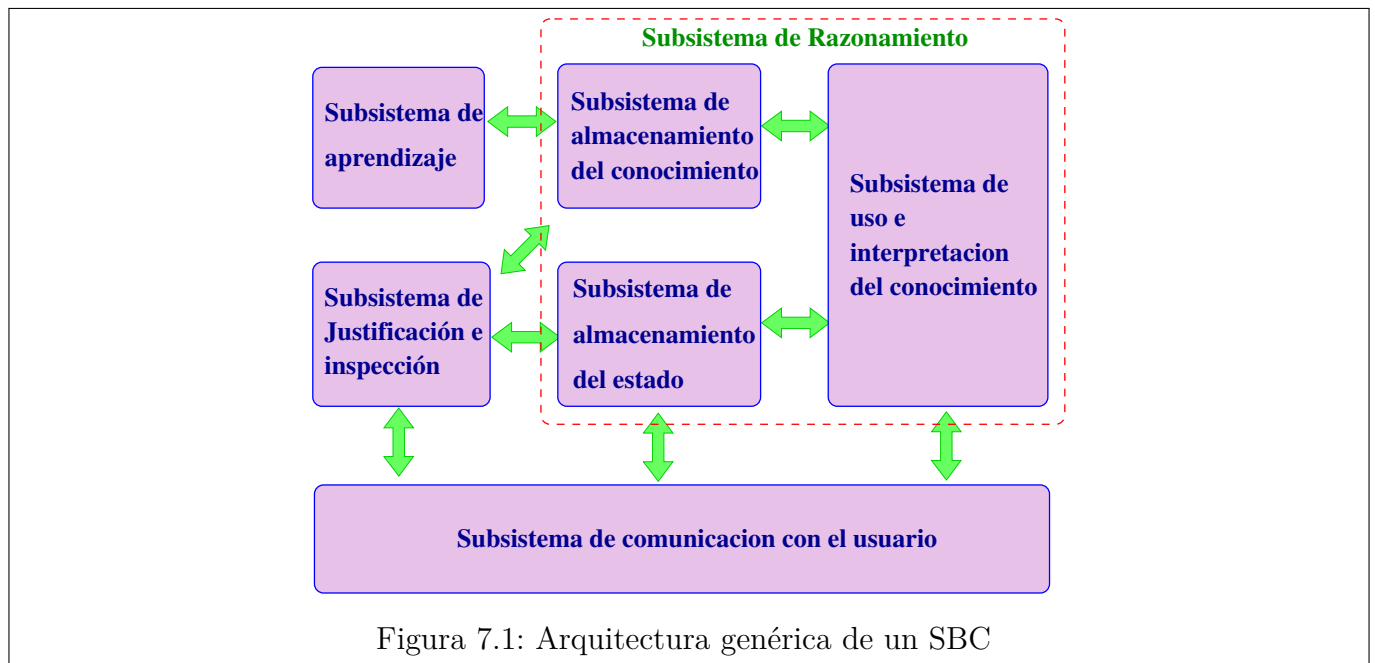 Subsistema de Razonamiento
Subsistema de
aprendizaje
Subsistema de
almacenamiento
del conocimiento
Subsistema de
uso e
interpretacion
del conocimiento
Subsistema de
Justificación e
inspección
Subsistema de
almacenamiento
del estado
Subsistema de comunicacion con el usuario
Figura 7.1: Arquitectura genérica de un SBC